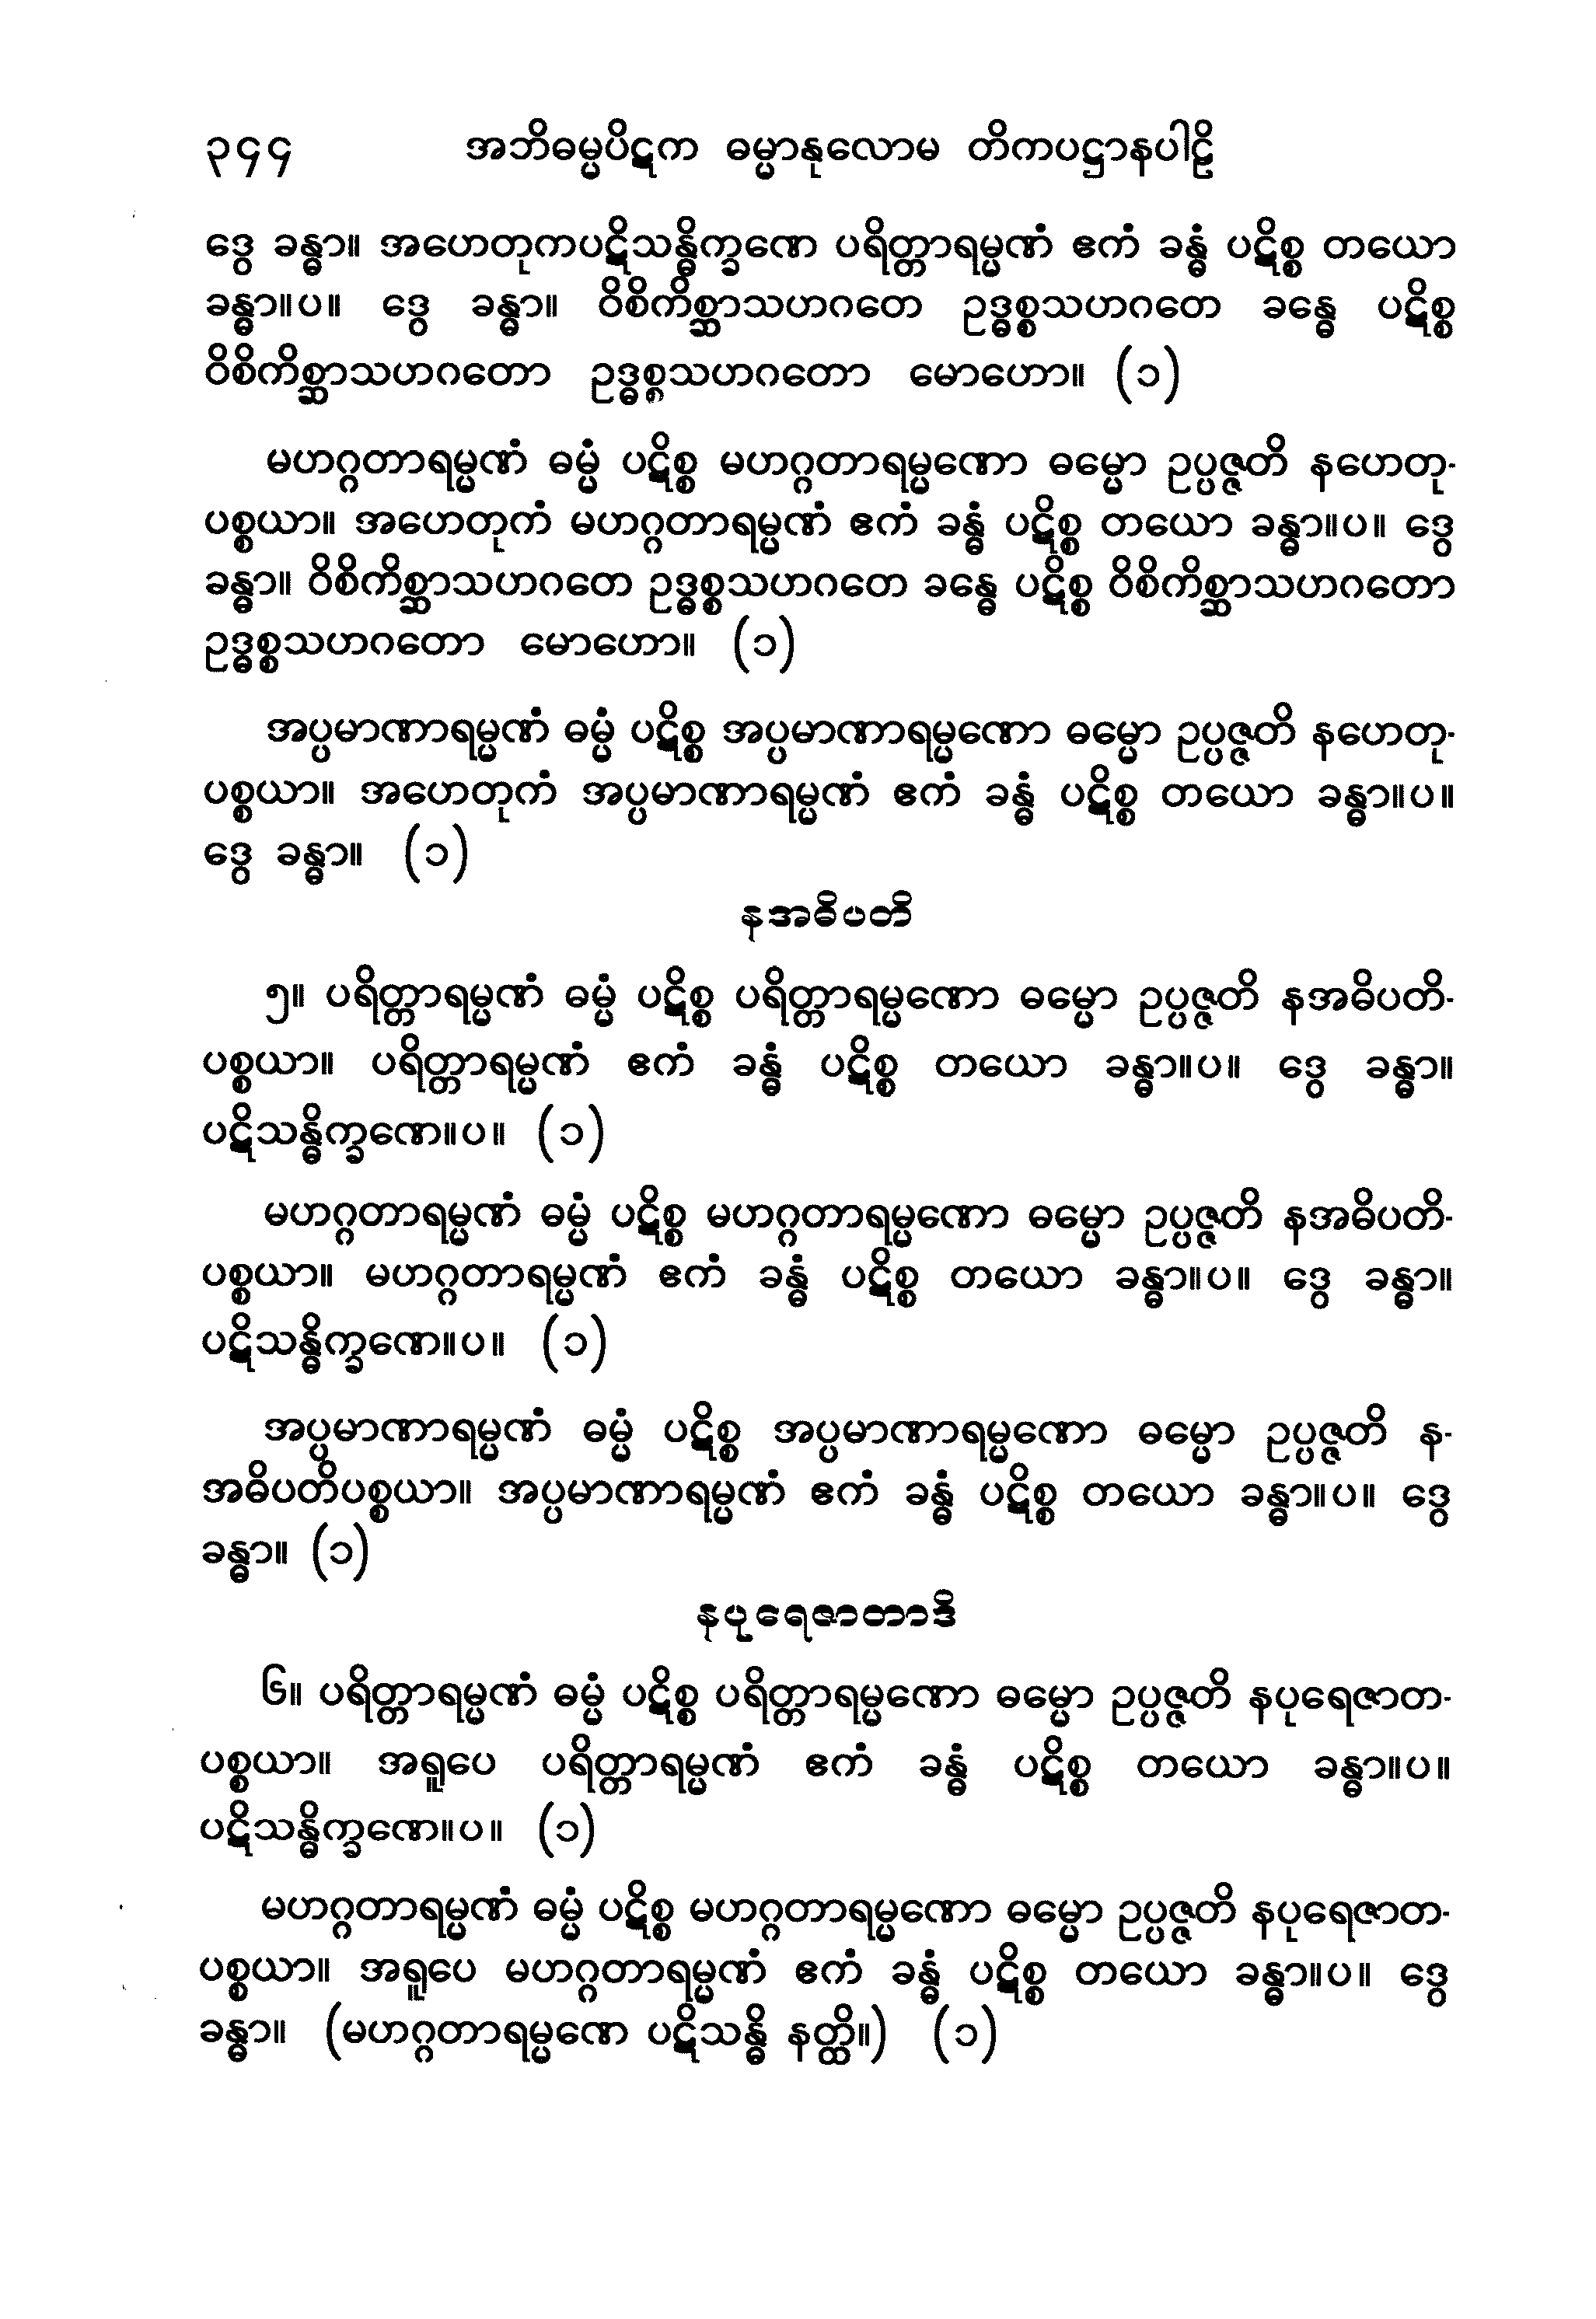 ၃၄၄ အဘိဓမ္မပိဋက ဓမ္မာနုလောမ တိကပဋ္ဌာနပါဠိ
ဒွေ ခန္ဓာ။ အဟေတုကပဋိသန္ဓိက္ခဏေ ပရိတ္တာရမ္မဏံ ဧကံ ခန္ဓံ ပဋိစ္စ တယော
ခန္ဓာ။ပ။ ဒွေ ခန္ဓာ။ ဝိစိကိစ္ဆာသဟဂတေ ဥဒ္ဓစ္စသဟဂတေ ခန္ဓေ ပဋိစ္စ
ဝိစိကိစ္ဆာသဟဂတော ဥဒ္ဓစ္စသဟဂတော မောဟော။ (၁)
မဟဂ္ဂတာရမ္မဏံ ဓမ္မံ ပဋိစ္စ မဟဂ္ဂတာရမ္မဏော ဓမ္မော ဥပ္ပဇ္ဇတိ နဟေတု-
ပစ္စယာ။ အဟေတုကံ မဟဂ္ဂတာရမ္မဏံ ဧကံ ခန္ဓံ ပဋိစ္စ တယော ခန္ဓာ။ပ။ ဒွေ
ခန္ဓာ။ ဝိစိကိစ္ဆာသဟဂတေ ဥဒ္ဓစ္စသဟဂတေ ခန္ဓေ ပဋိစ္စ ဝိစိကိစ္ဆာသဟဂတော
ဥဒ္ဓစ္စသဟဂတော မောဟော။ (၁)
အပ္ပမာဏာရမ္မဏံ ဓမ္မံ ပဋိစ္စ အပ္ပမာဏာရမ္မဏော ဓမ္မော ဥပ္ပဇ္ဇတိ နဟေတု-
ပစ္စယာ။ အဟေတုကံ အပ္ပမာဏာရမ္မဏံ ဧကံ ခန္ဓံ ပဋိစ္စ တယော ခန္ဓာ။ပ။
ဒွေ ခန္ဓာ။ (၁)
နအဓိပတိ
၅။ ပရိတ္တာရမ္မဏံ ဓမ္မံ ပဋိစ္စ ပရိတ္တာရမ္မဏော ဓမ္မော ဥပ္ပဇ္ဇတိ နအဓိပတိ-
ပစ္စယာ။ ပရိတ္တာရမ္မဏံ ဧကံ ခန္ဓံ ပဋိစ္စ တယော ခန္ဓာ။ပ။ ဒွေ ခန္ဓာ။
ပဋိသန္ဓိက္ခဏေ။ပ။ (၁)
မဟဂ္ဂတာရမ္မဏံ ဓမ္မံ ပဋိစ္စ မဟဂ္ဂတာရမ္မဏော ဓမ္မော ဥပ္ပဇ္ဇတိ နအဓိပတိ-
ပစ္စယာ။ မဟဂ္ဂတာရမ္မဏံ ဧကံ ခန္ဓံ ပဋိစ္စ တယော ခန္ဓာ။ပ။ ဒွေ ခန္ဓာ။
ပဋိသန္ဓိက္ခဏေ။ပ။ (၁)
အပ္ပမာဏာရမ္မဏံ ဓမ္မံ ပဋိစ္စ အပ္ပမာဏာရမ္မဏော ဓမ္မော ဥပ္ပဇ္ဇတိ န-
အဓိပတိပစ္စယာ။ အပ္ပမာဏာရမ္မဏံ ဧကံ ခန္ဓံ ပဋိစ္စ တယော ခန္ဓာ။ပ။ ဒွေ
ခန္ဓာ။ (၁)
နပုရေဇာတာဒိ
၆။ ပရိတ္တာရမ္မဏံ ဓမ္မံ ပဋိစ္စ ပရိတ္တာရမ္မဏော ဓမ္မော ဥပ္ပဇ္ဇတိ နပုရေဇာတ-
ပစ္စယာ။ အရူပေ ပရိတ္တာရမ္မဏံ ဧကံ ခန္ဓံ ပဋိစ္စ တယော ခန္ဓာ။ပ။
ပဋိသန္ဓိက္ခဏေ။ပ။ (၁)
မဟဂ္ဂတာရမ္မဏံ ဓမ္မံ ပဋိစ္စ မဟဂ္ဂတာရမ္မဏော ဓမ္မော ဥပ္ပဇ္ဇတိ နပုရေဇာတ-
ပစ္စယာ။ အရူပေ မဟဂ္ဂတာရမ္မဏံ ဧကံ ခန္ဓံ ပဋိစ္စ တယော ခန္ဓာ။ပ။ ဒွေ
ခန္ဓာ။ (မဟဂ္ဂတာရမ္မဏေ ပဋိသန္ဓိ နတ္ထိ။) (၁)